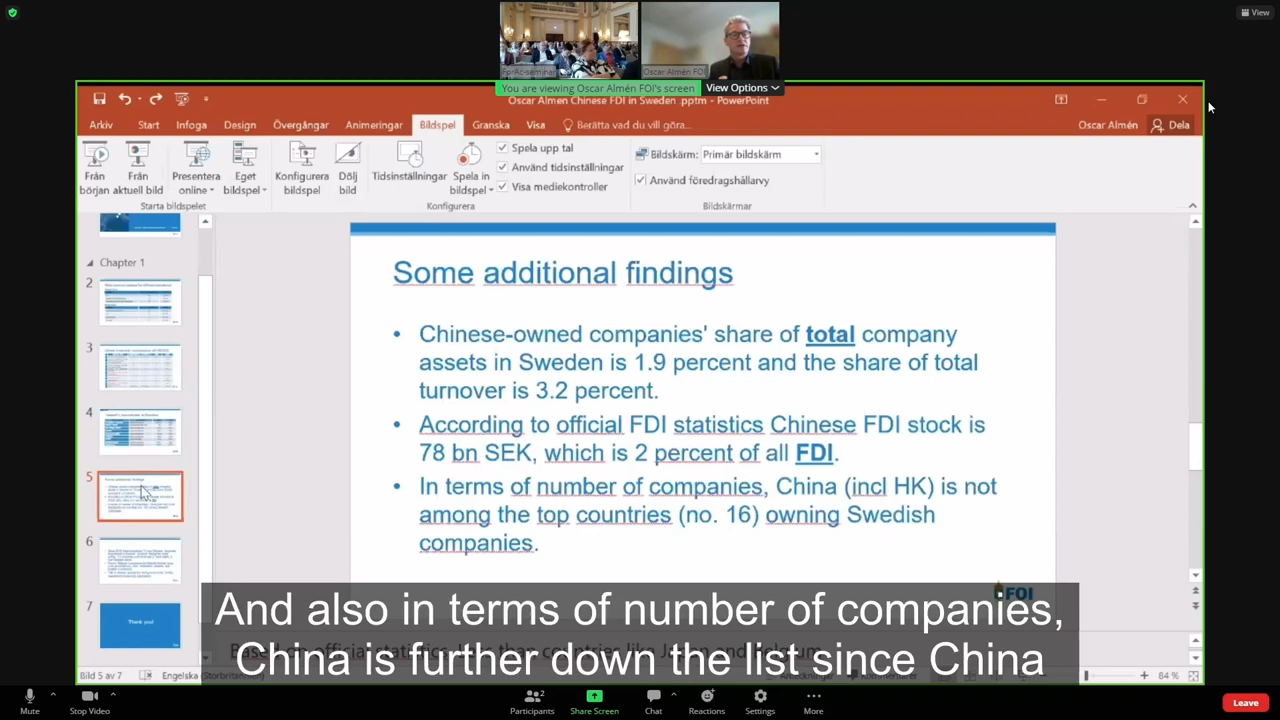 View
ForAc-seminar
Oscar Almén FOI
You are viewing Oscar Almén FOI's screen
View Options
Oscar Almen Chinese FDI in Sweden .pptm - PowerPoint
Arkiv
Start
Infoga
Design
Övergångar
Animeringar
Bildspel
Granska
Visa
Berätta vad du vill göra...
Oscar Almén
Dela
Från början
Från aktuell bild
Presentera online
Eget bildspel
Starta bildspelet
Konfigurera bildspel
Dölj bild
Tidsinställningar
Spela in bildspel
Spela upp tal
Använd tidsinställningar
Visa mediekontroller
Konfigurera
Bildskärm: Primär bildskärm
Använd föredragshållarvy
Bildskärmar
Chapter 1
2
3
4
5
6
7
Thank you!
Some additional findings
• Chinese-owned companies' share of total company
assets in Sweden is 1.9 percent and the share of total
turnover is 3.2 percent.
• According to official FDI statistics Chinese FDI stock is
78 bn SEK, which is 2 percent of all FDI.
• In terms of number of companies, China (incl HK) is not
among the top countries (no. 16) owning Swedish
companies.
FOI
And also in terms of number of companies,
China is further down the list since China
Bild 5 av 7
Engelska (Storbritannien)
84 %
Mute
Stop Video
Participants
2
Share Screen
Chat
Reactions
Settings
More
Leave